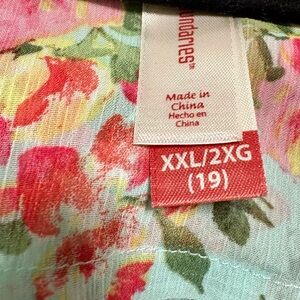 Made in
China
Hecho en
China
XXL/2XG
(19)